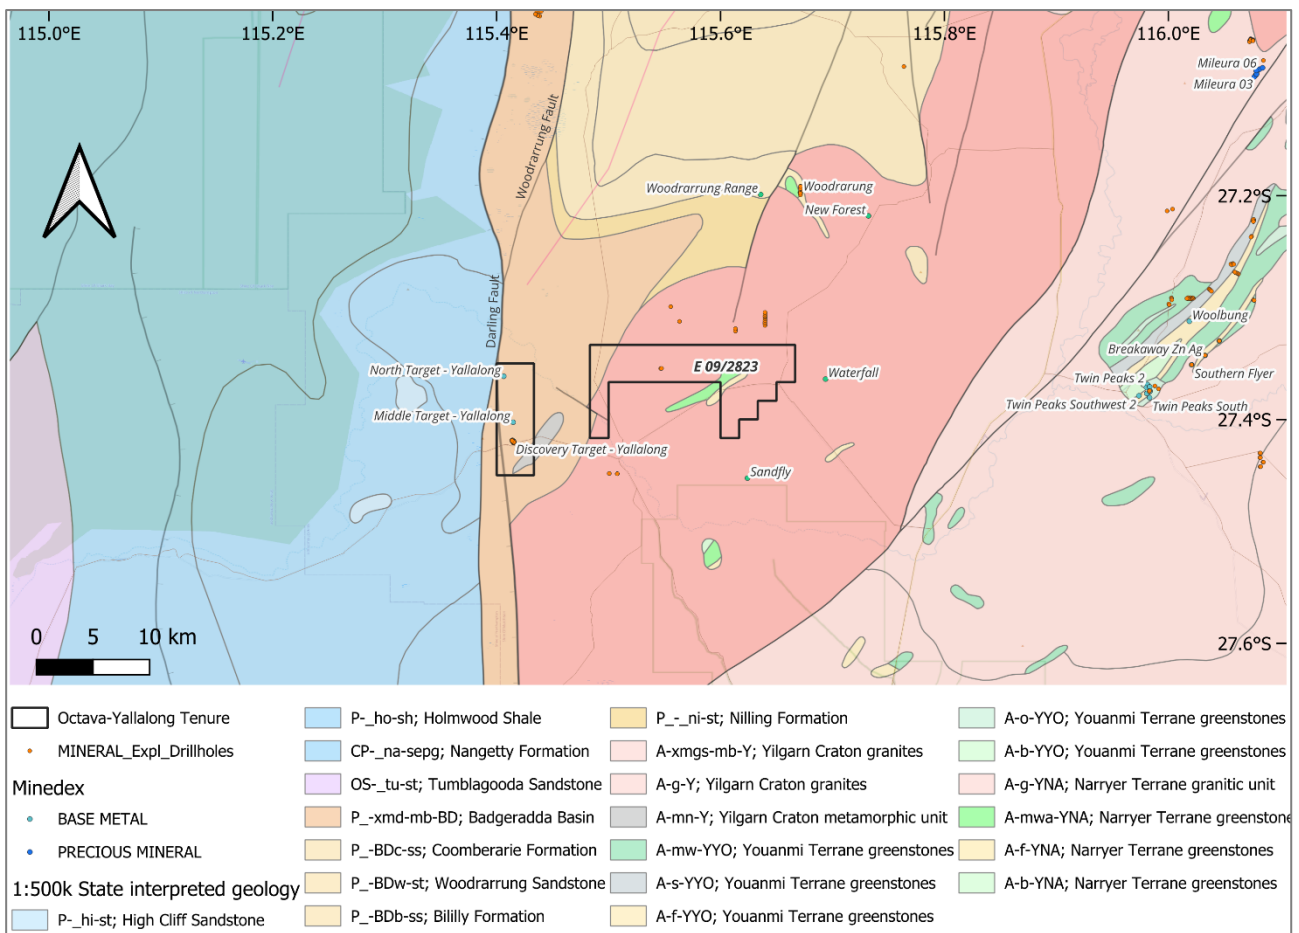 115.0°E 115.2°E 115.4°E 115.6°E 115.8°E 116.0°E
Mileura 06
Mileura 03
Woodrarrung Fault
Woodrarrung Range
Woodrarung
New Forest
27.2°S
Darling Fault
Woolbung
Breakaway Zn Ag
Southern Flyer
Twin Peaks 2
Twin Peaks Southwest 2
Twin Peaks South
North Target - Yallalong
E 09/2823
Waterfall
Middle Target - Yallalong
27.4°S
Discovery Target - Yallalong
Sandfly
27.6°S
0 5 10 km
Octava-Yallalong Tenure
MINERAL_Expl_Drillholes
Minedex
BASE METAL
PRECIOUS MINERAL
1:500k State interpreted geology
P-_hi-st; High Cliff Sandstone
P-_ho-sh; Holmwood Shale
CP-_na-sepg; Nangetty Formation
OS-_tu-st; Tumblagooda Sandstone
P_-xmd-mb-BD; Badgeradda Basin
P_-BDc-ss; Coomberarie Formation
P_-BDw-st; Woodrarrung Sandstone
P_-BDb-ss; Bililly Formation
P_-_ni-st; Nilling Formation
A-xmgs-mb-Y; Yilgarn Craton granites
A-g-Y; Yilgarn Craton granites
A-mn-Y; Yilgarn Craton metamorphic unit
A-mw-YYO; Youanmi Terrane greenstones
A-s-YYO; Youanmi Terrane greenstones
A-f-YYO; Youanmi Terrane greenstones
A-o-YYO; Youanmi Terrane greenstones
A-b-YYO; Youanmi Terrane greenstones
A-g-YNA; Narryer Terrane granitic unit
A-mwa-YNA; Narryer Terrane greenstone
A-f-YNA; Narryer Terrane greenstones
A-b-YNA; Narryer Terrane greenstones